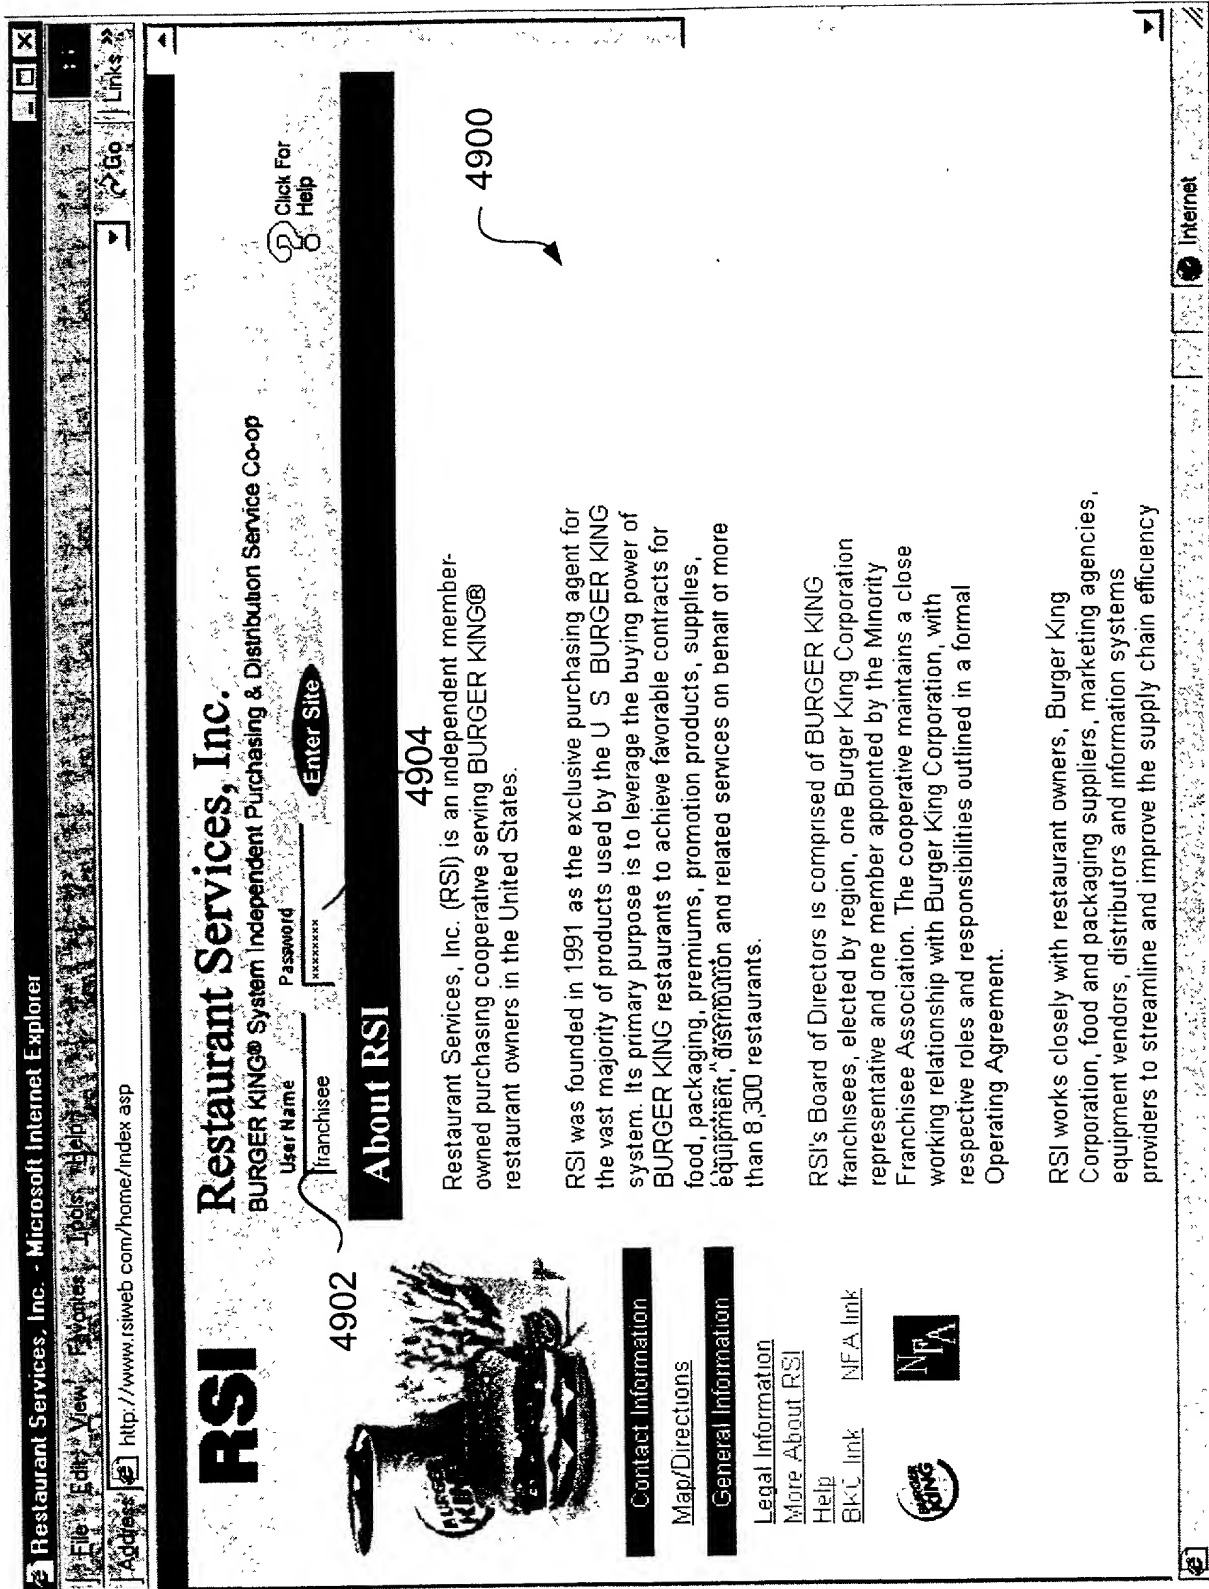 Restaurant Services, Inc. - Microsoft Internet Explorer
File Edit View Favorites Tools Help
Address http://www.rsiweb com/home/index asp Go Links »
RSI
Restaurant Services, Inc.
BURGER KING® System Independent Purchasing & Distribution Service Co-op
User Name Password
franchisee xxxxxxxx Enter Site
Click For
Help
4902
About RSI
4904
4900
Restaurant Services, Inc. (RSI) is an independent member-
owned purchasing cooperative serving BURGER KING®
restaurant owners in the United States.
RSI was founded in 1991 as the exclusive purchasing agent for
the vast majority of products used by the U S BURGER KING
system. Its primary purpose is to leverage the buying power of
BURGER KING restaurants to achieve favorable contracts for
food, packaging, premiums, promotion products, supplies,
equipment, distribution and related services on behalf of more
than 8,300 restaurants.
RSI's Board of Directors is comprised of BURGER KING
franchisees, elected by region, one Burger King Corporation
representative and one member appointed by the Minority
Franchisee Association. The cooperative maintains a close
working relationship with Burger King Corporation, with
respective roles and responsibilities outlined in a formal
Operating Agreement.
RSI works closely with restaurant owners, Burger King
Corporation, food and packaging suppliers, marketing agencies,
equipment vendors, distributors and information systems
providers to streamline and improve the supply chain efficiency
Contact Information
Map/Directions
General Information
Legal Information
More About RSI
Help
BKC link NFA link
BURGER
KING
NFA
Internet